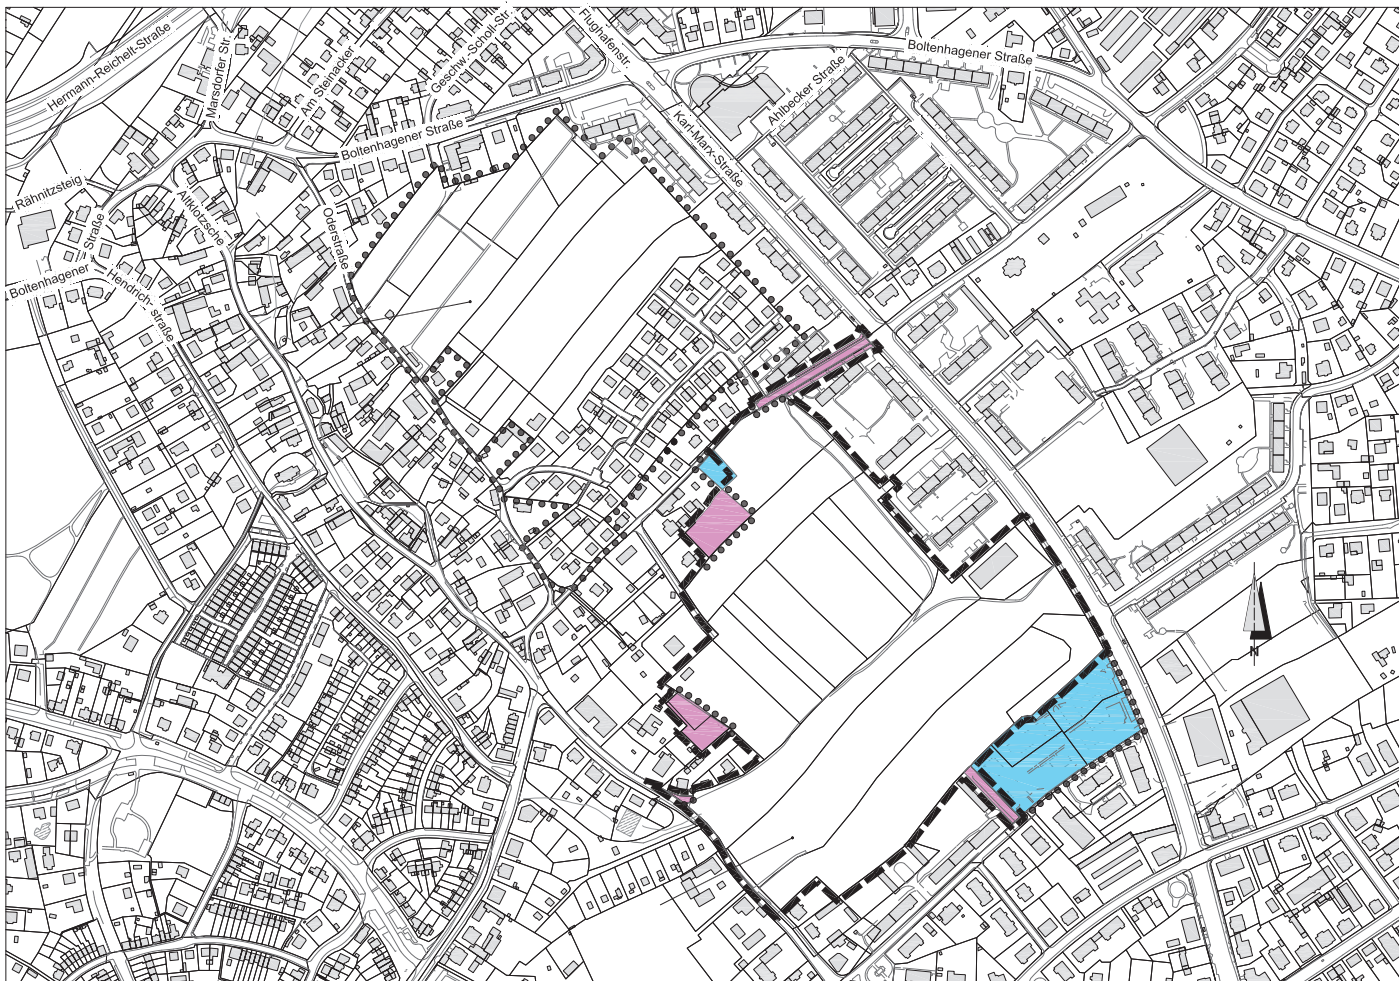 Hermann-Reichelt-Straße
Marsdorfer Str.
Am Steinacker
Geschw.-Scholl-Str.
Flughafenstr.
Boltenhagener Straße
Ahlbecker Straße
Karl-Marx-Straße
Boltenhagener Straße
Rähnitzsteig
Altklotzsche
Oderstraße
Boltenhagener
Straße
Hendrich-
straße
N